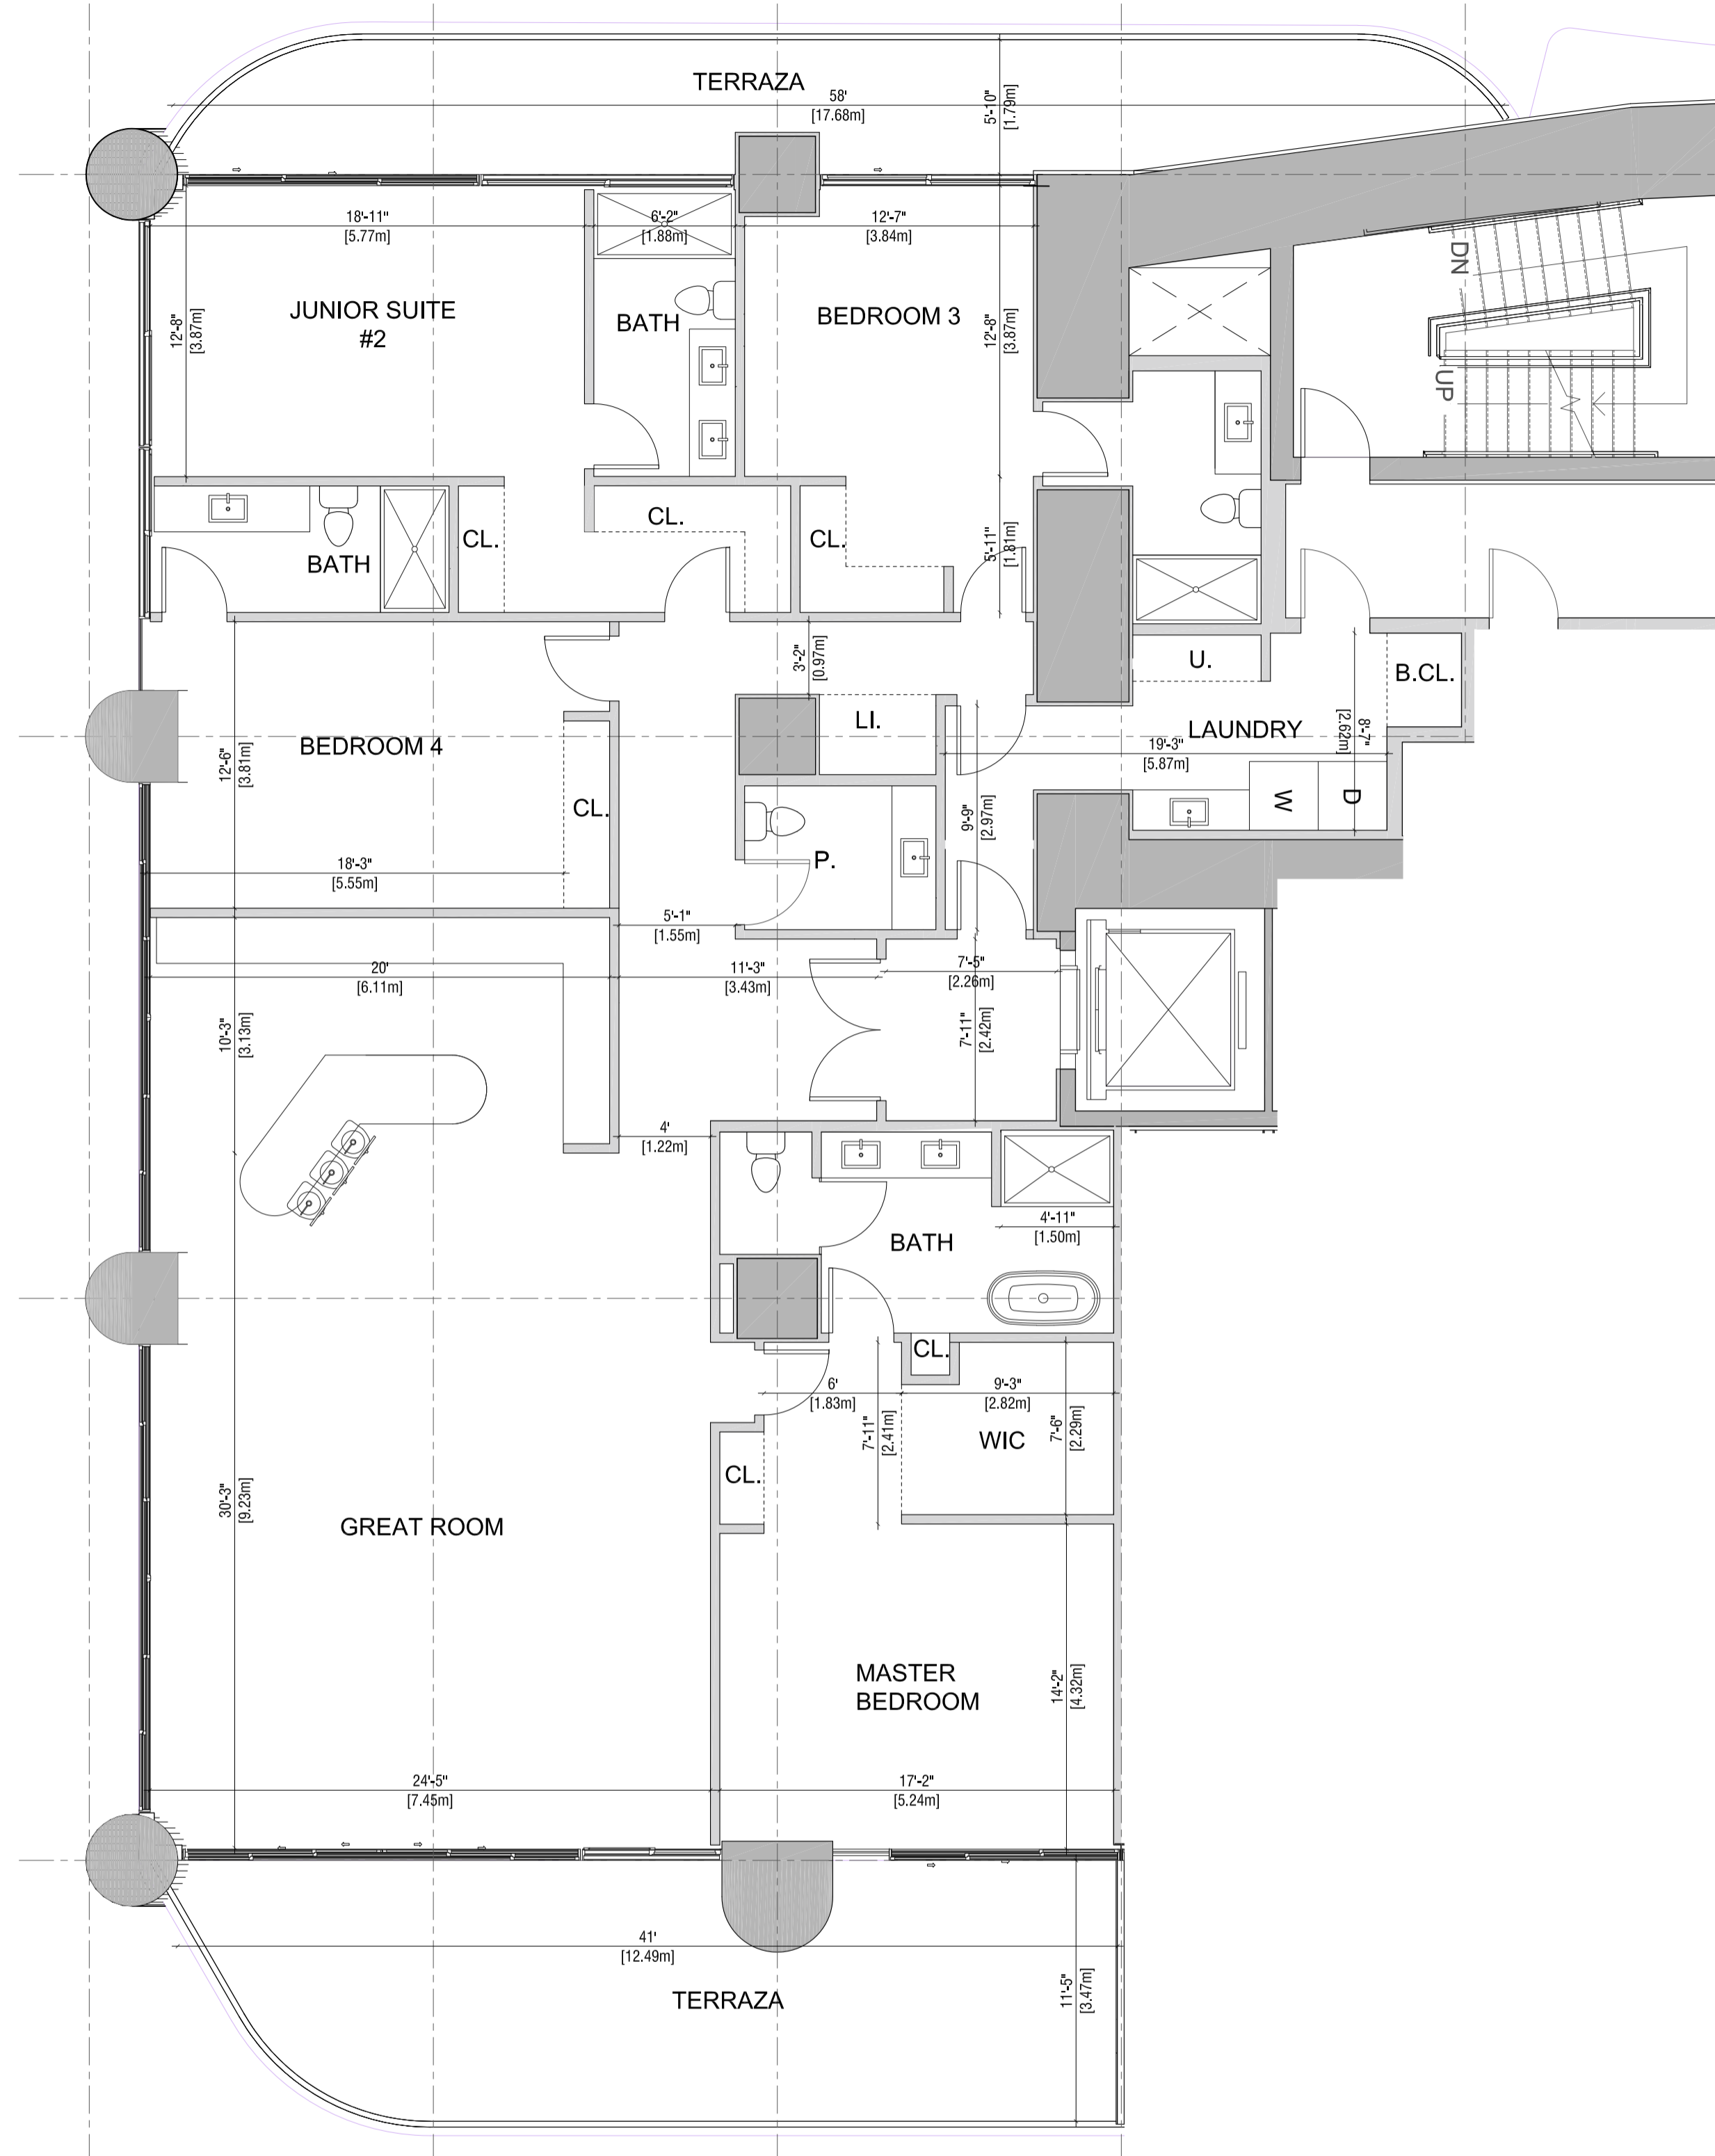 TERRAZA
58'
[17.68m]
5'-10"
[1.79m]
18'-11"
[5.77m]
6'-2"
[1.88m]
12'-7"
[3.84m]
DN
JUNIOR SUITE
#2
12'-8"
[3.87m]
BATH
BEDROOM 3
12'-8"
[3.87m]
UP
CL.
CL.
CL.
BATH
5'-11"
[1.81m]
3'-2"
[0.97m]
U.
B.CL.
LI.
LAUNDRY
BEDROOM 4
12'-6"
[3.81m]
19'-3"
[5.87m]
8'-7"
[2.62m]
CL.
W
D
9'-9"
[2.97m]
P.
18'-3"
[5.55m]
5'-1"
[1.55m]
20'
[6.11m]
11'-3"
[3.43m]
7'-5"
[2.26m]
10'-3"
[3.13m]
7'-11"
[2.42m]
4'
[1.22m]
4'-11"
[1.50m]
BATH
CL.
6'
[1.83m]
9'-3"
[2.82m]
7'-11"
[2.41m]
7'-6"
[2.29m]
WIC
CL.
30'-3"
[9.23m]
GREAT ROOM
MASTER
BEDROOM
14'-2"
[4.32m]
24'-5"
[7.45m]
17'-2"
[5.24m]
41'
[12.49m]
TERRAZA
11'-5"
[3.47m]